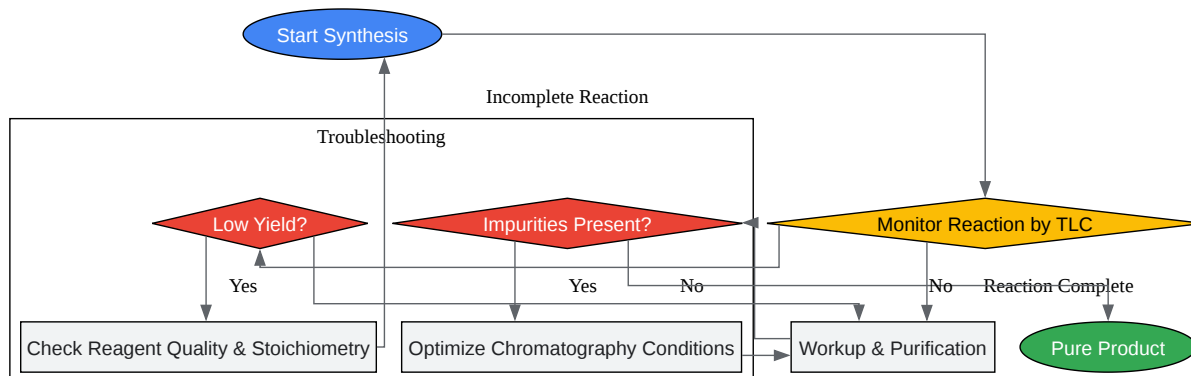 Start Synthesis
Incomplete Reaction
Troubleshooting
Low Yield?
Impurities Present?
Monitor Reaction by TLC
Yes
Yes
No
No
Reaction Complete
Check Reagent Quality & Stoichiometry
Optimize Chromatography Conditions
Workup & Purification
Pure Product